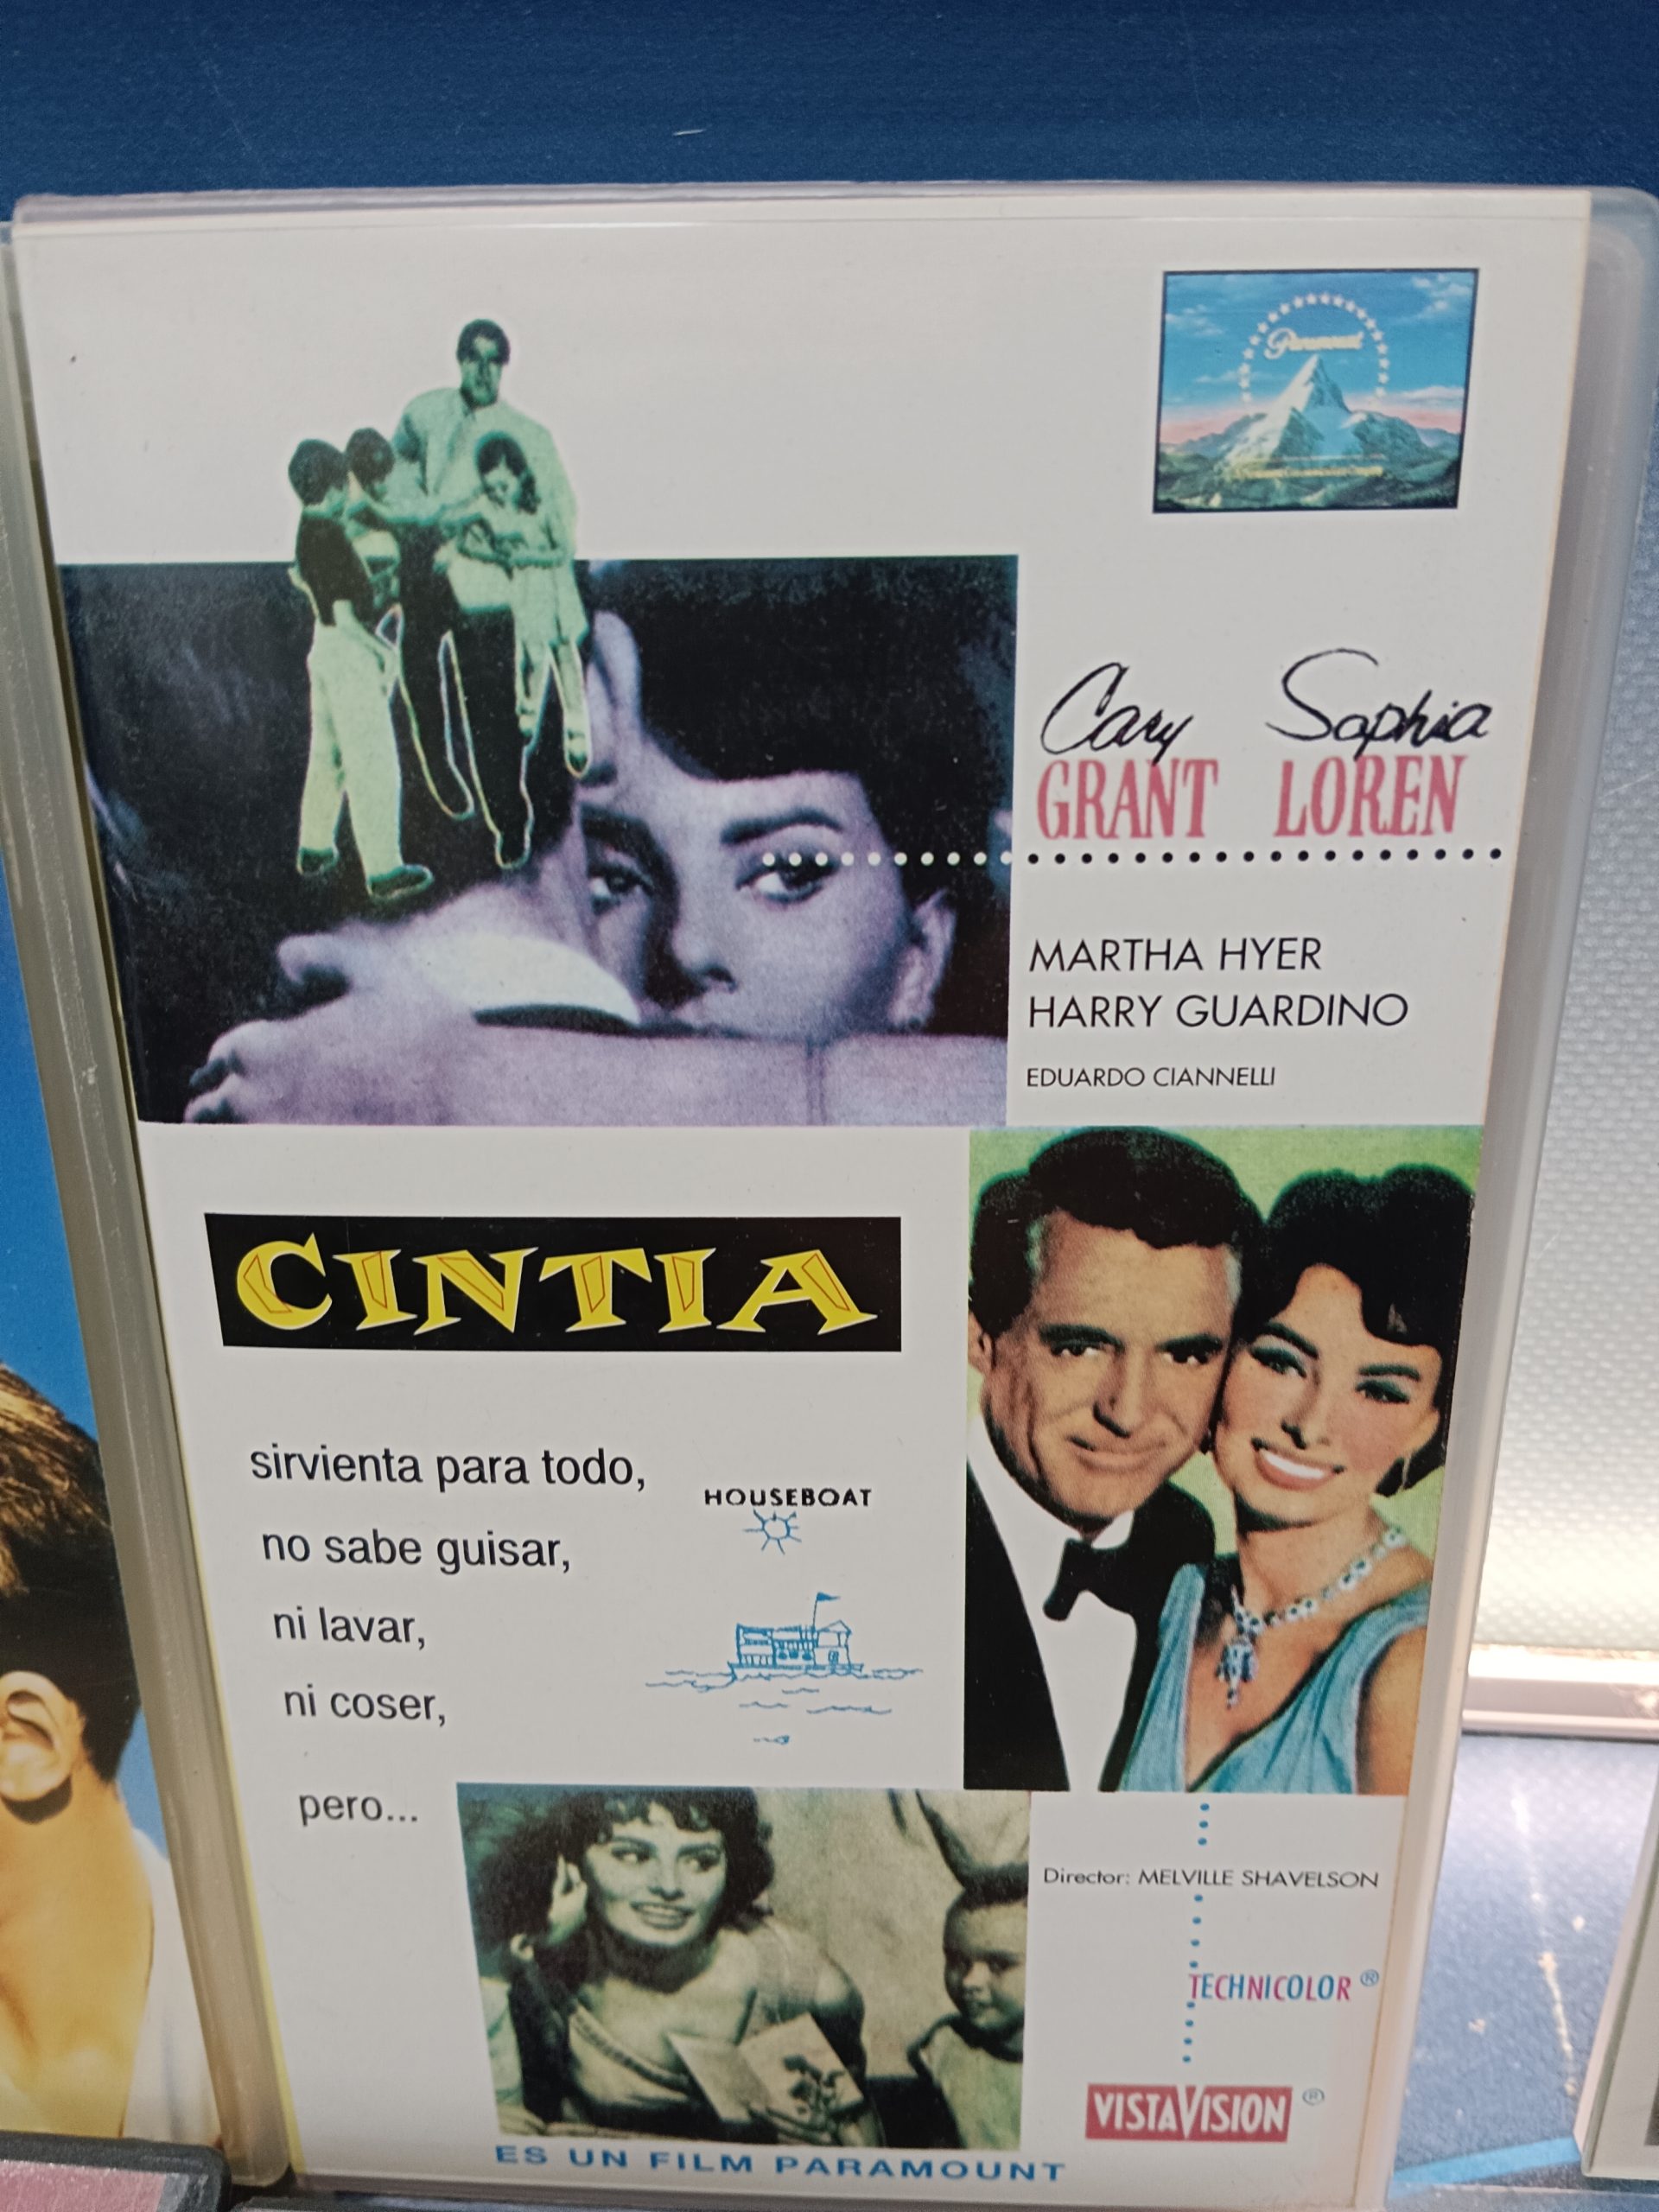 Paramount
Cary Sophia
GRANT LOREN
MARTHA HYER
HARRY GUARDINO
EDUARDO CIANNELLI
CINTIA
sirvienta para todo,
no sabe guisar,
ni lavar,
ni coser,
pero...
HOUSEBOAT
Director: MELVILLE SHAVELSON
TECHNICOLOR ®
VISTAVISION ®
ES UN FILM PARAMOUNT